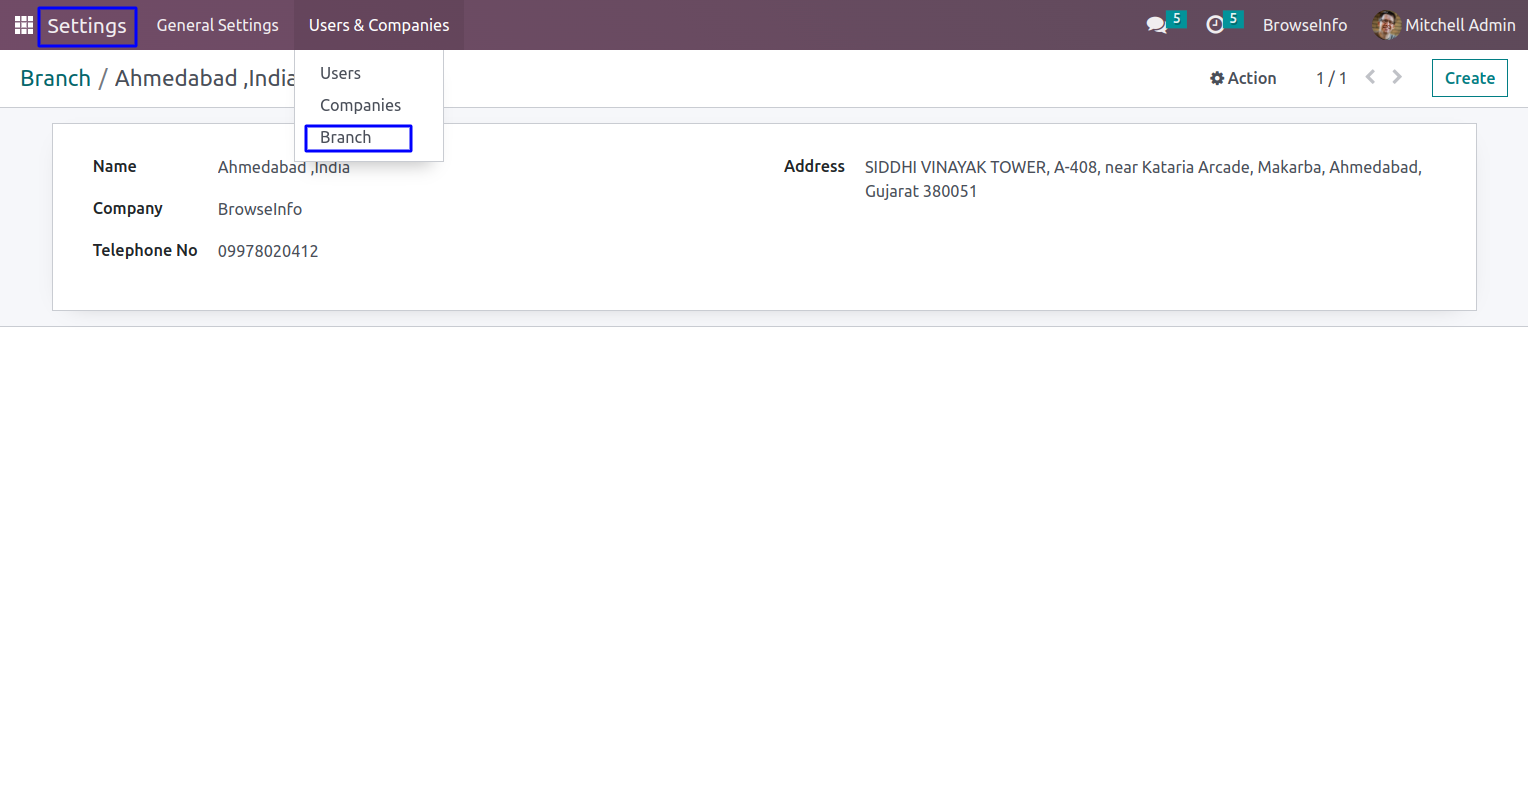 Settings General Settings Users & Companies 5 5 BrowseInfo Mitchell Admin
Branch / Ahmedabad ,India Action 1 / 1 Create
Users
Companies
Branch
Name Ahmedabad ,India
Company BrowseInfo
Telephone No 09978020412
Address SIDDHI VINAYAK TOWER, A-408, near Kataria Arcade, Makarba, Ahmedabad,
Gujarat 380051